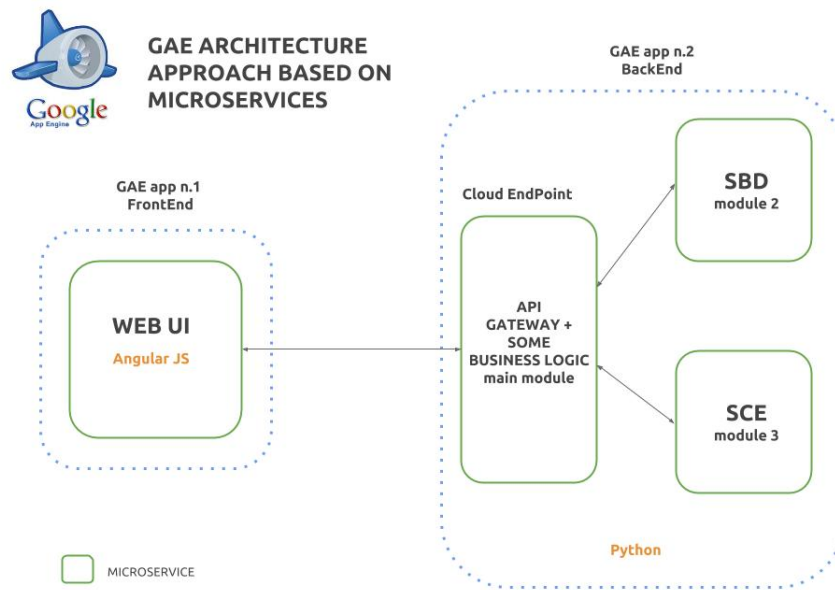 GAE ARCHITECTURE
APPROACH BASED ON
MICROSERVICES
Google
App Engine
GAE app n.2
BackEnd
GAE app n.1
FrontEnd
Cloud EndPoint
SBD
module 2
WEB UI
Angular JS
API
GATEWAY +
SOME
BUSINESS LOGIC
main module
SCE
module 3
Python
MICROSERVICE